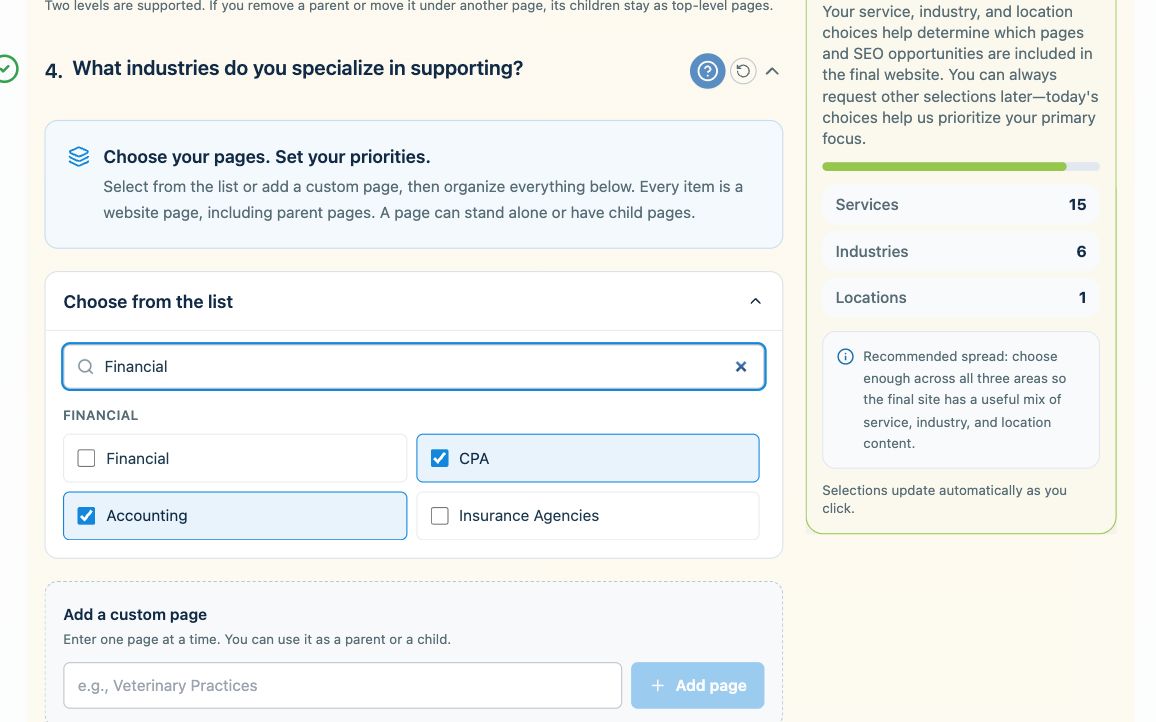 Two levels are supported. If you remove a parent or move it under another page, its children stay as top-level pages.
4. What industries do you specialize in supporting?
Choose your pages. Set your priorities.
Select from the list or add a custom page, then organize everything below. Every item is a
website page, including parent pages. A page can stand alone or have child pages.
Choose from the list
Financial
FINANCIAL
Financial
CPA
Accounting
Insurance Agencies
Add a custom page
Enter one page at a time. You can use it as a parent or a child.
e.g., Veterinary Practices
+ Add page
Your service, industry, and location
choices help determine which pages
and SEO opportunities are included in
the final website. You can always
request other selections later—today's
choices help us prioritize your primary
focus.
Services 15
Industries 6
Locations 1
Recommended spread: choose
enough across all three areas so
the final site has a useful mix of
service, industry, and location
content.
Selections update automatically as you
click.